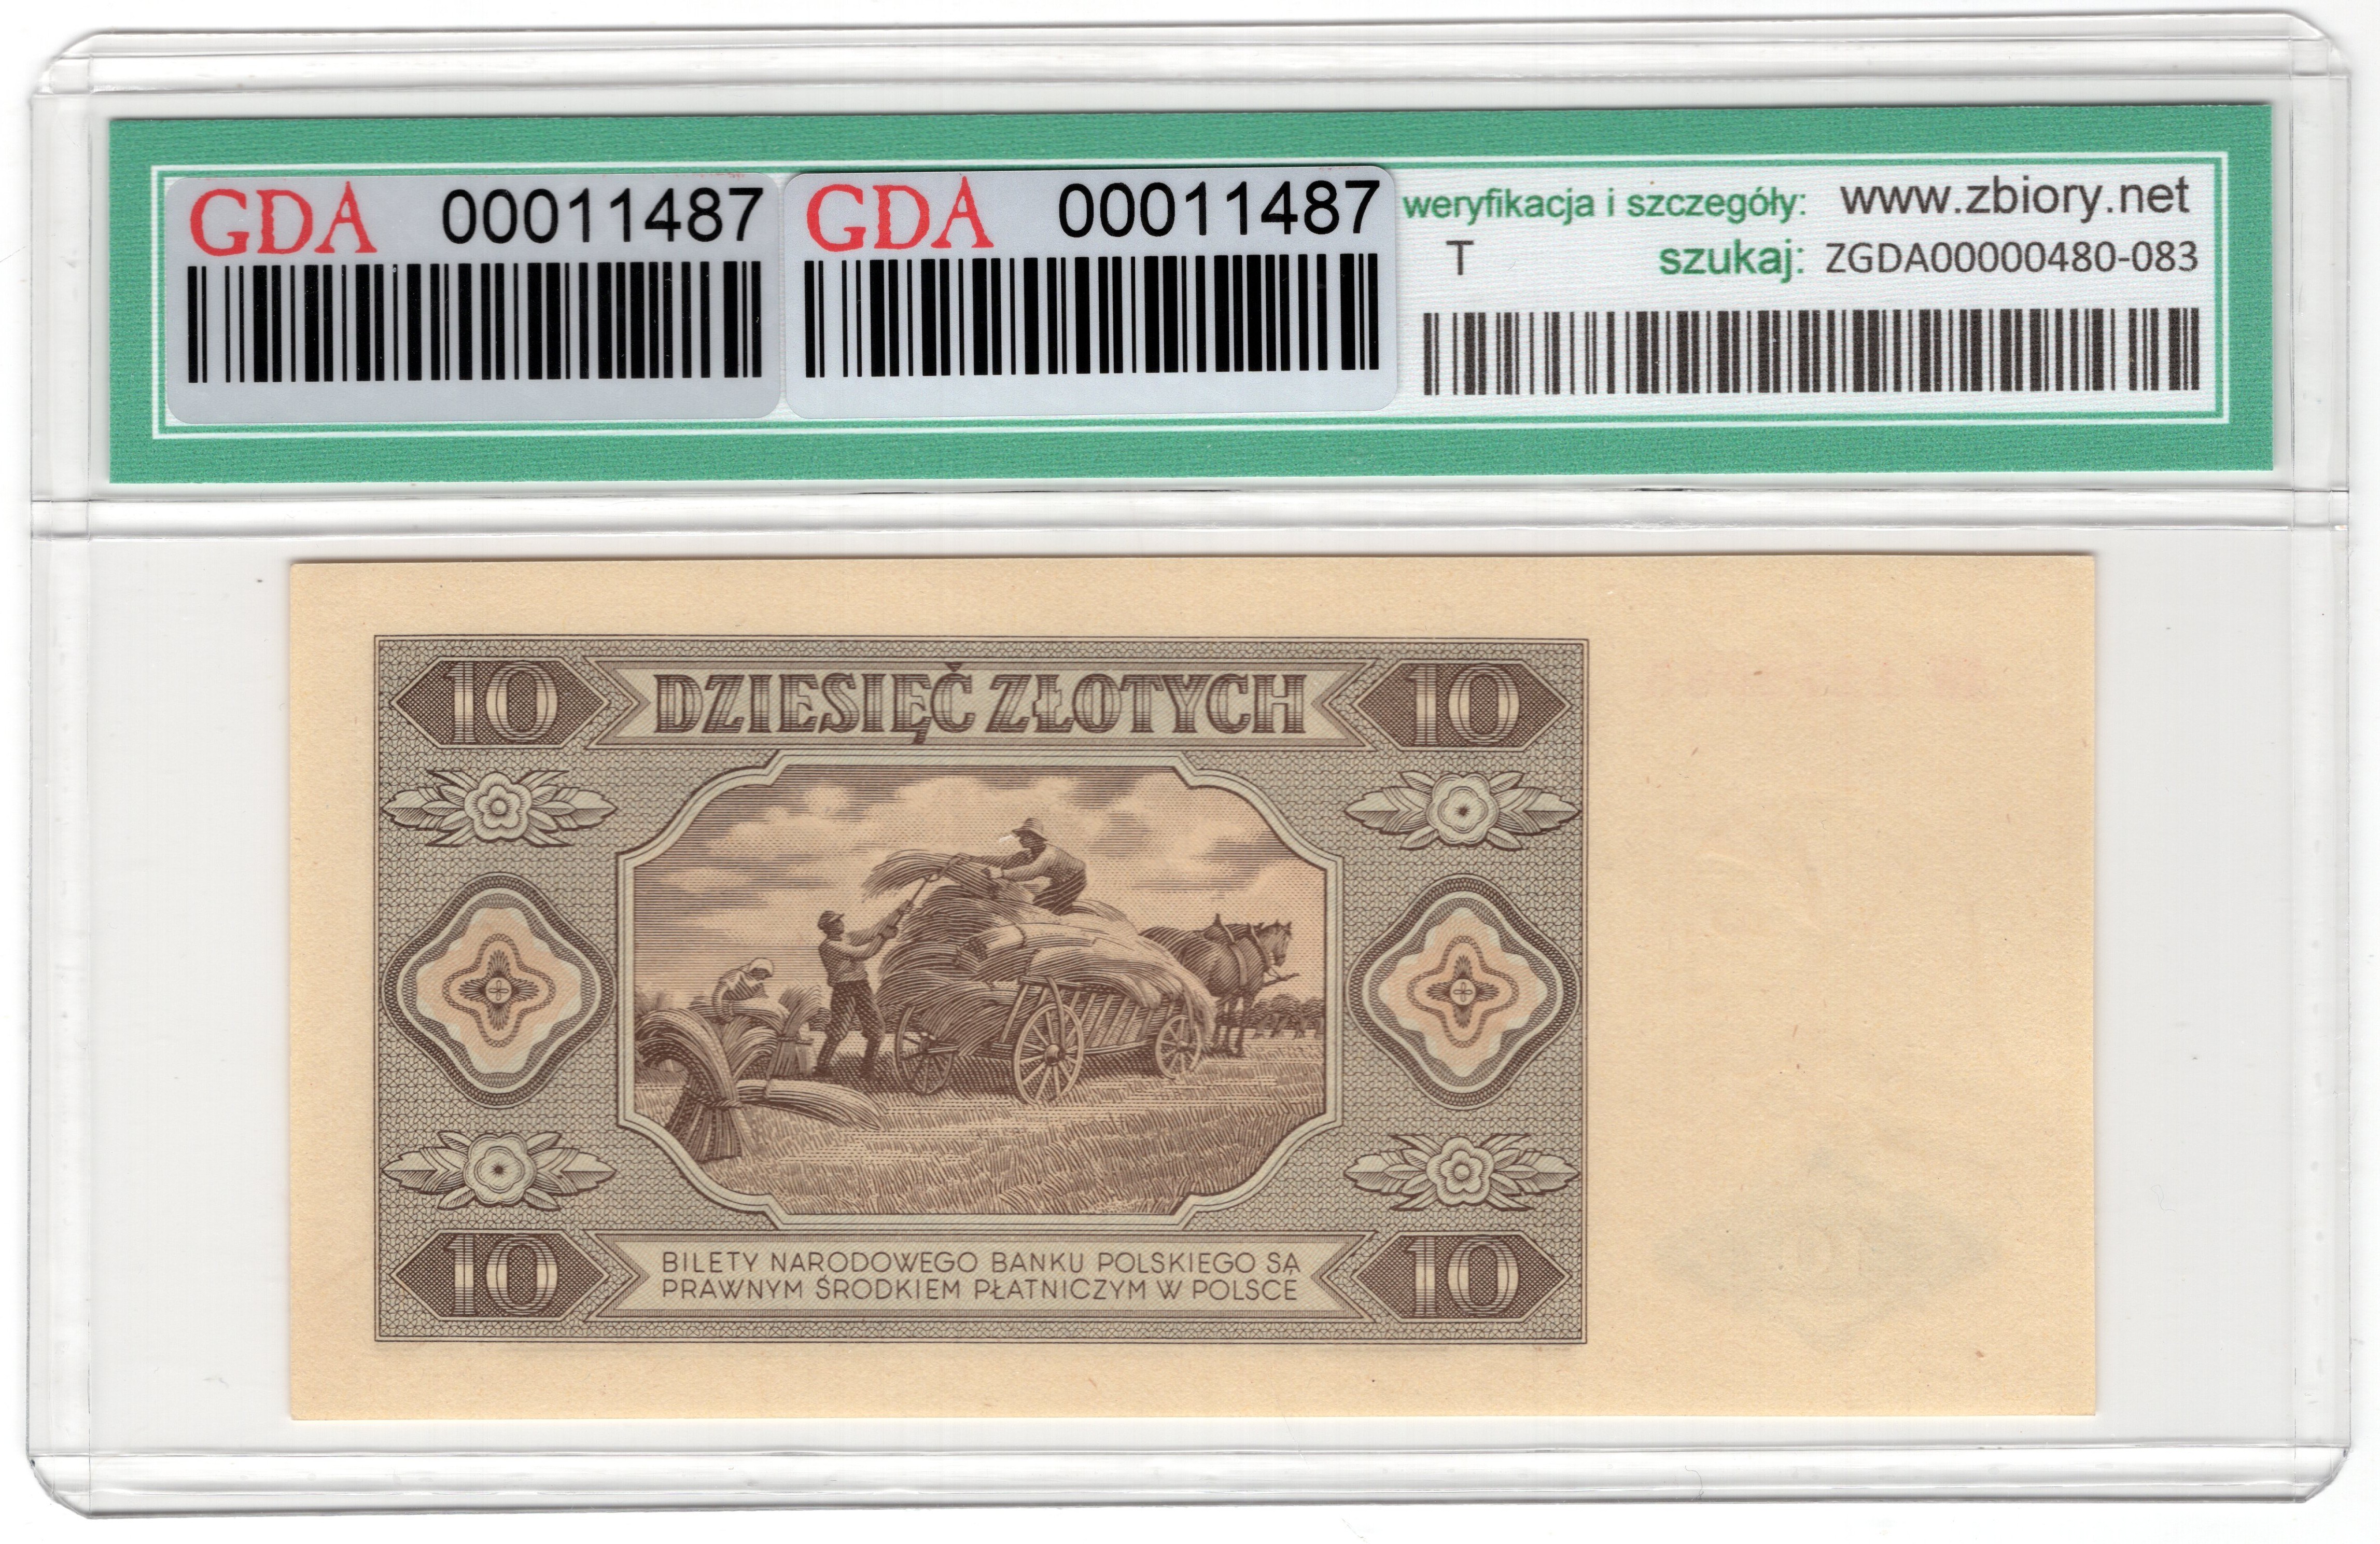 GDA 00011487
GDA 00011487
weryfikacja i szczegóły: www.zbiory.net
T szukaj: ZGDA00000480-083
10 DZIESIĘĆ ZŁOTYCH 10
10 BILETY NARODOWEGO BANKU POLSKIEGO SĄ 10
PRAWNYM ŚRODKIEM PŁATNICZYM W POLSCE